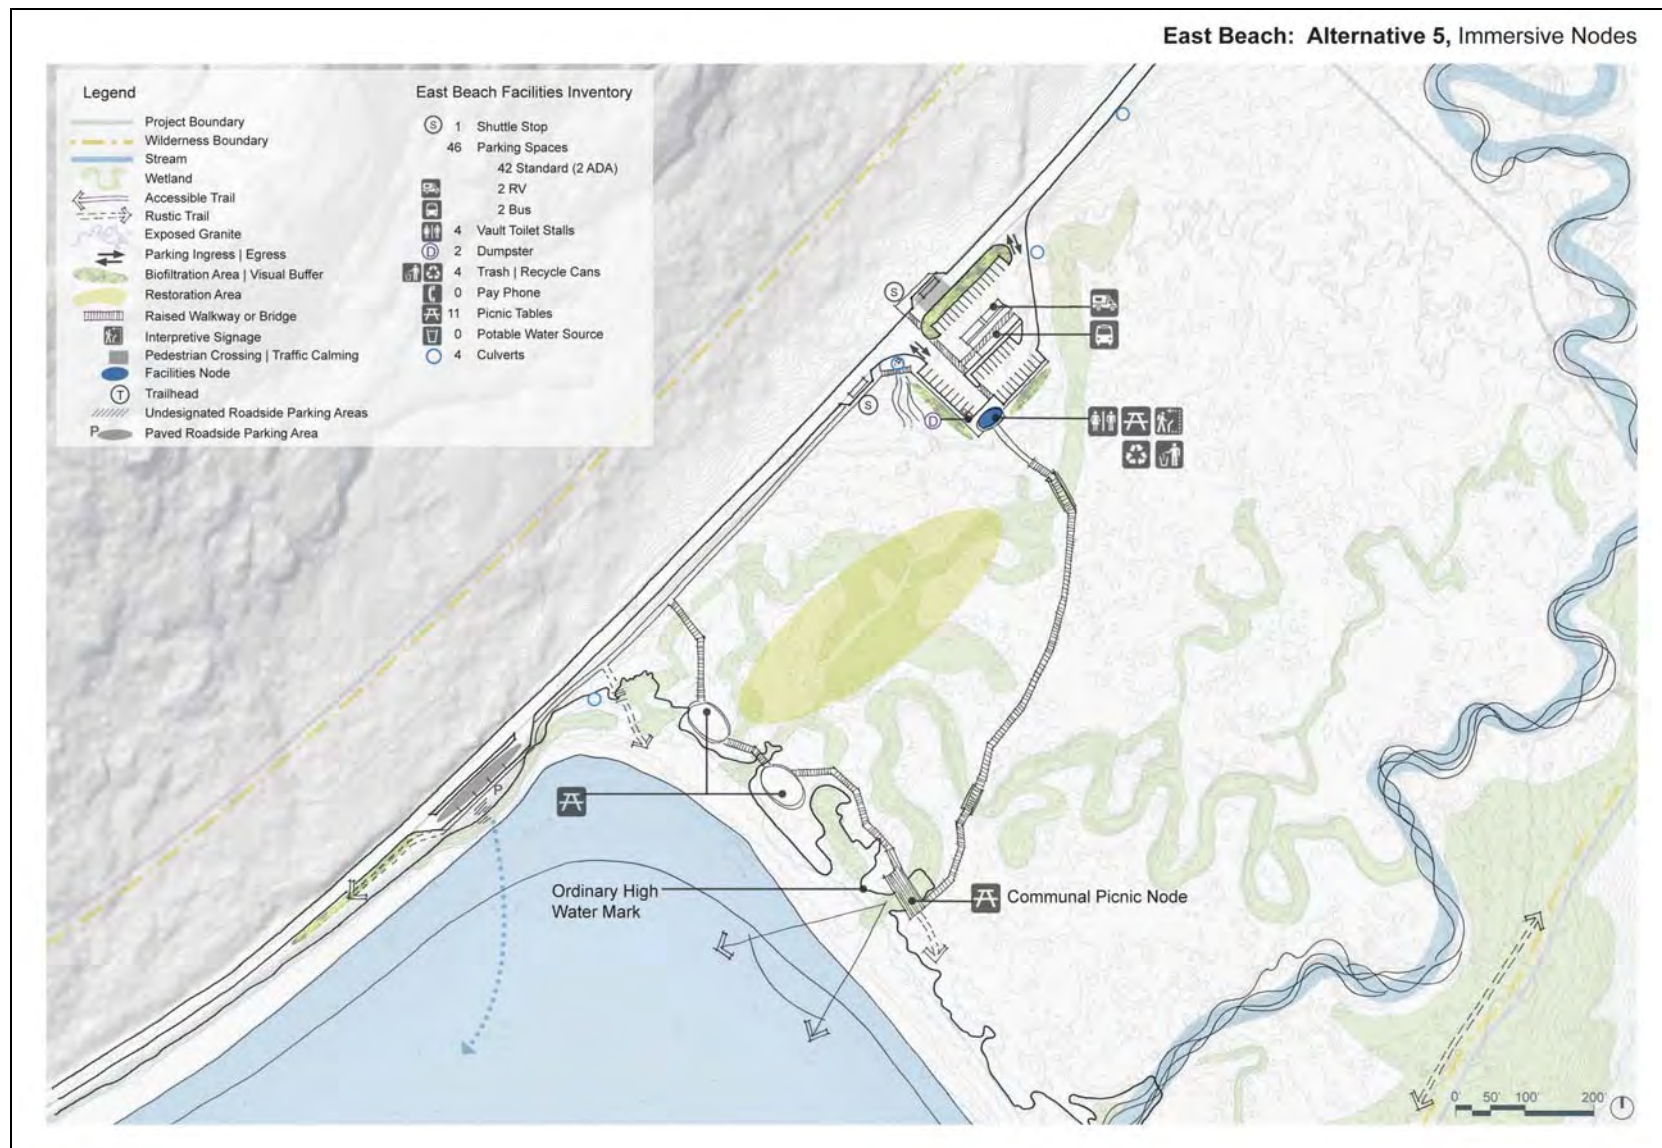 East Beach: Alternative 5, Immersive Nodes
Legend
Project Boundary
Wilderness Boundary
Stream
Wetland
Accessible Trail
Rustic Trail
Exposed Granite
Parking Ingress | Egress
Biofiltration Area | Visual Buffer
Restoration Area
Raised Walkway or Bridge
Interpretive Signage
Pedestrian Crossing | Traffic Calming
Facilities Node
T Trailhead
Undesignated Roadside Parking Areas
P Paved Roadside Parking Area
East Beach Facilities Inventory
S 1 Shuttle Stop
46 Parking Spaces
42 Standard (2 ADA)
2 RV
2 Bus
4 Vault Toilet Stalls
D 2 Dumpster
4 Trash | Recycle Cans
0 Pay Phone
11 Picnic Tables
0 Potable Water Source
4 Culverts
S
S
D
P
Ordinary High
Water Mark
Communal Picnic Node
0' 50' 100' 200'